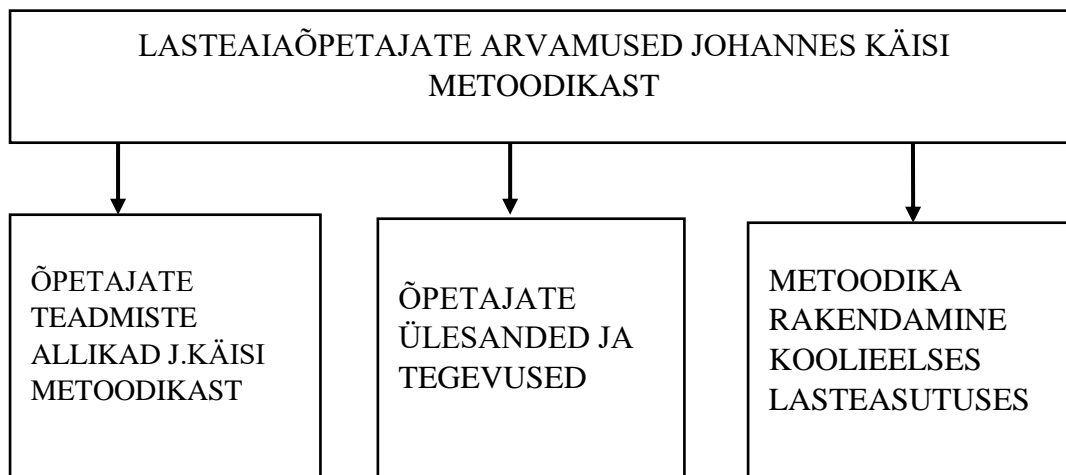 LASTEAIAÕPETAJATE ARVAMUSED JOHANNES KÄISI
METOODIKAST
ÕPETAJATE
TEADMISTE
ALLIKAD J.KÄISI
METOODIKAST
ÕPETAJATE
ÜLESANDED JA
TEGEVUSED
METOODIKA
RAKENDAMINE
KOOLIEELSES
LASTEASUTUSES